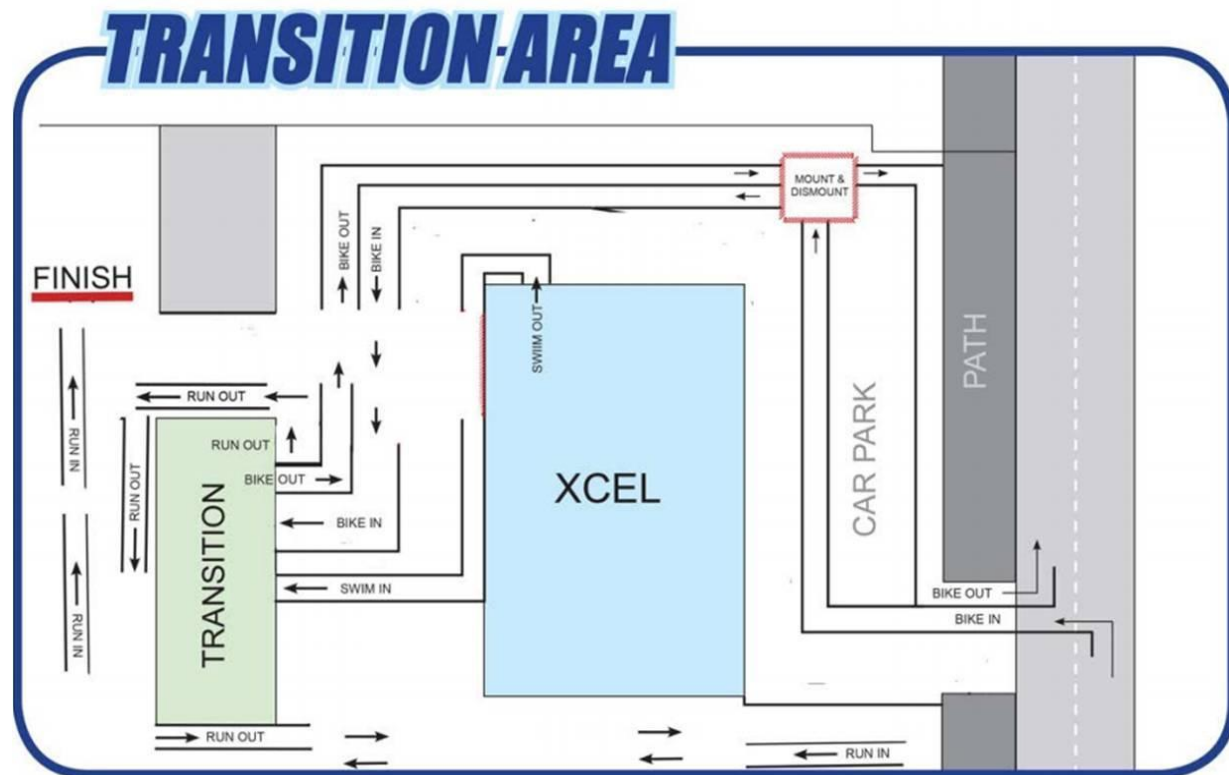 TRANSITION AREA
MOUNT &
DISMOUNT
BIKE OUT
BIKE IN
FINISH
SWIIM OUT
PATH
RUN OUT
RUN IN
RUN OUT
RUN OUT
BIKE OUT
CAR PARK
XCEL
TRANSITION
BIKE IN
SWIM IN
RUN IN
BIKE OUT
BIKE IN
RUN OUT
RUN IN